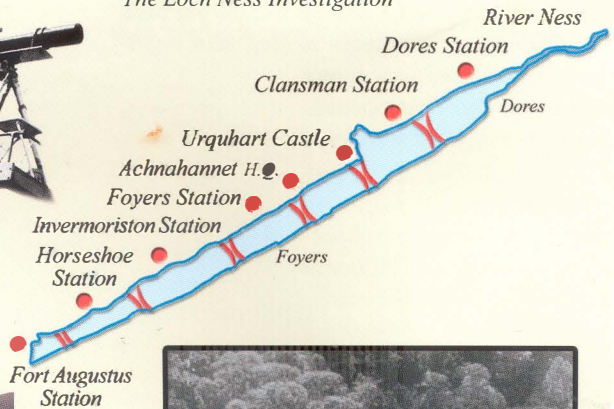 The Loch Ness Investigation
River Ness
Dores Station
Clansman Station
Dores
Urquhart Castle
Achnahannet H.Q.
Foyers Station
Invermoriston Station
Foyers
Horseshoe
Station
Fort Augustus
Station